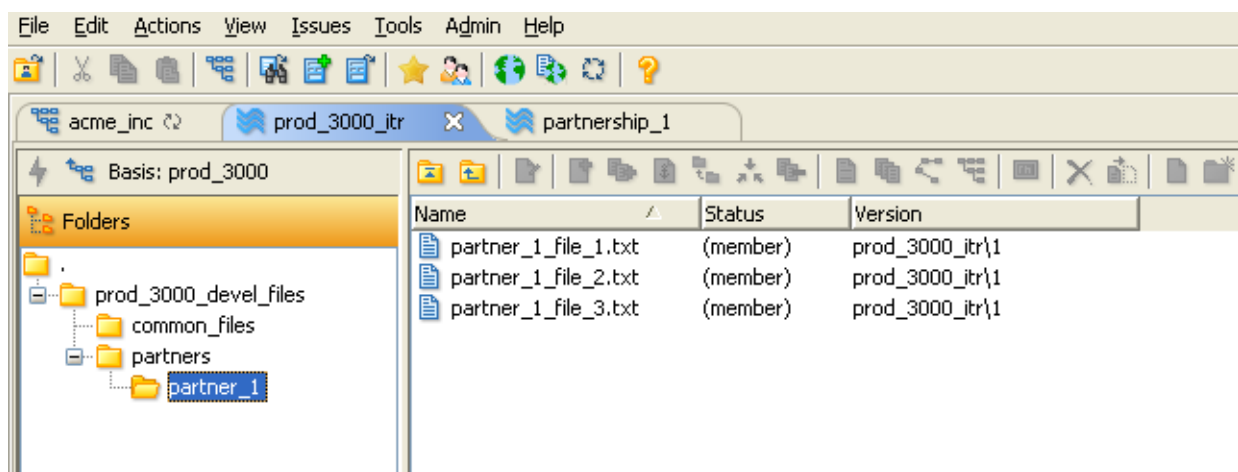 File Edit Actions View Issues Tools Admin Help
acme_inc prod_3000_itr partnership_1
Basis: prod_3000
Folders
Name Status Version
.
prod_3000_devel_files
common_files
partners
partner_1
partner_1_file_1.txt (member) prod_3000_itr\1
partner_1_file_2.txt (member) prod_3000_itr\1
partner_1_file_3.txt (member) prod_3000_itr\1